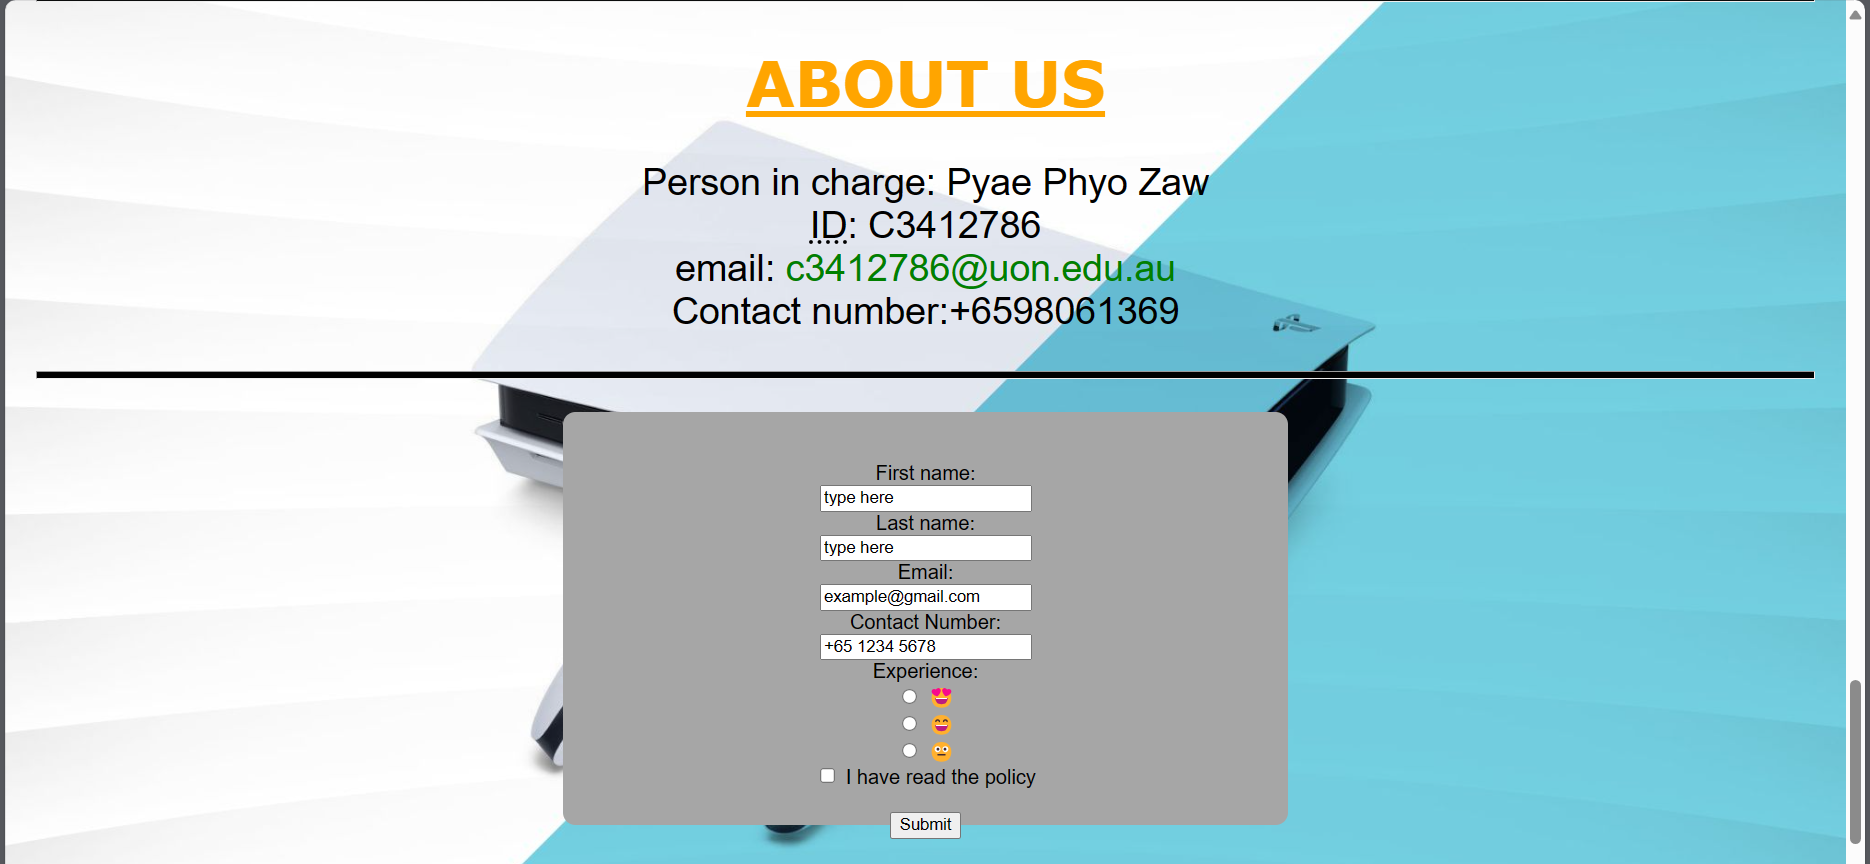 ABOUT US
Person in charge: Pyae Phyo Zaw
ID: C3412786
email: c3412786@uon.edu.au
Contact number:+6598061369
First name:
type here
Last name:
type here
Email:
example@gmail.com
Contact Number:
+65 1234 5678
Experience:
😍
😄
😐
I have read the policy
Submit